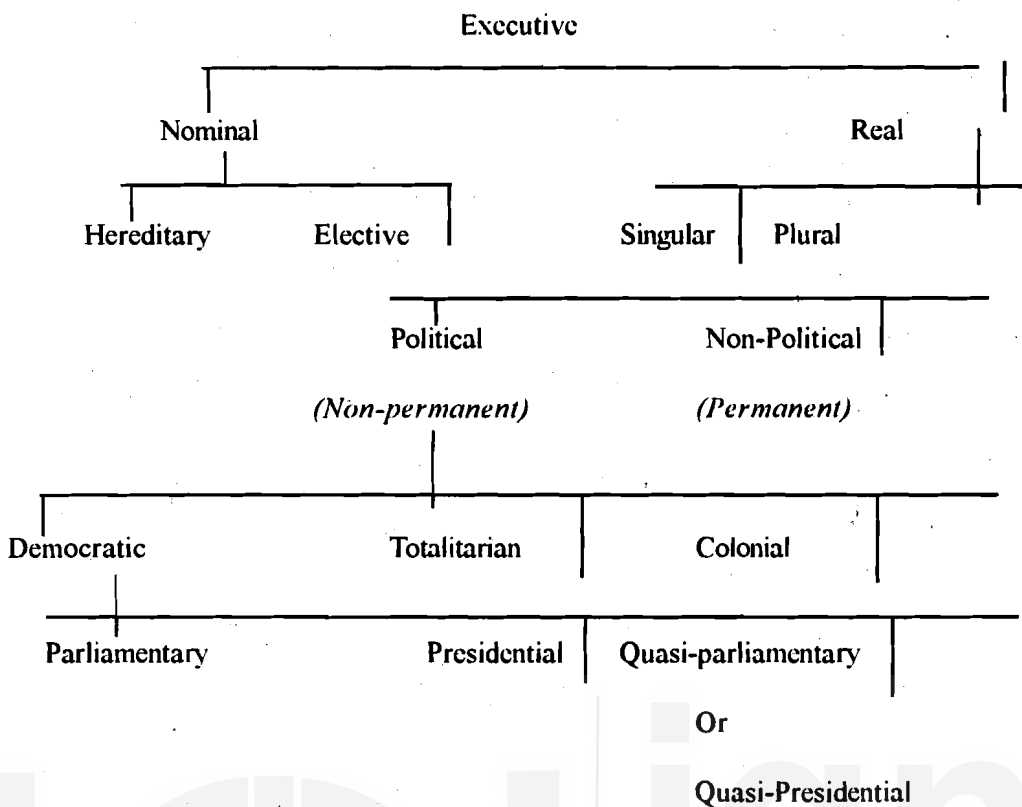 Executive
Nominal Real
Hereditary Elective Singular Plural
Political Non-Political
(Non-permanent) (Permanent)
Democratic Totalitarian Colonial
Parliamentary Presidential Quasi-parliamentary
Or
Quasi-Presidential